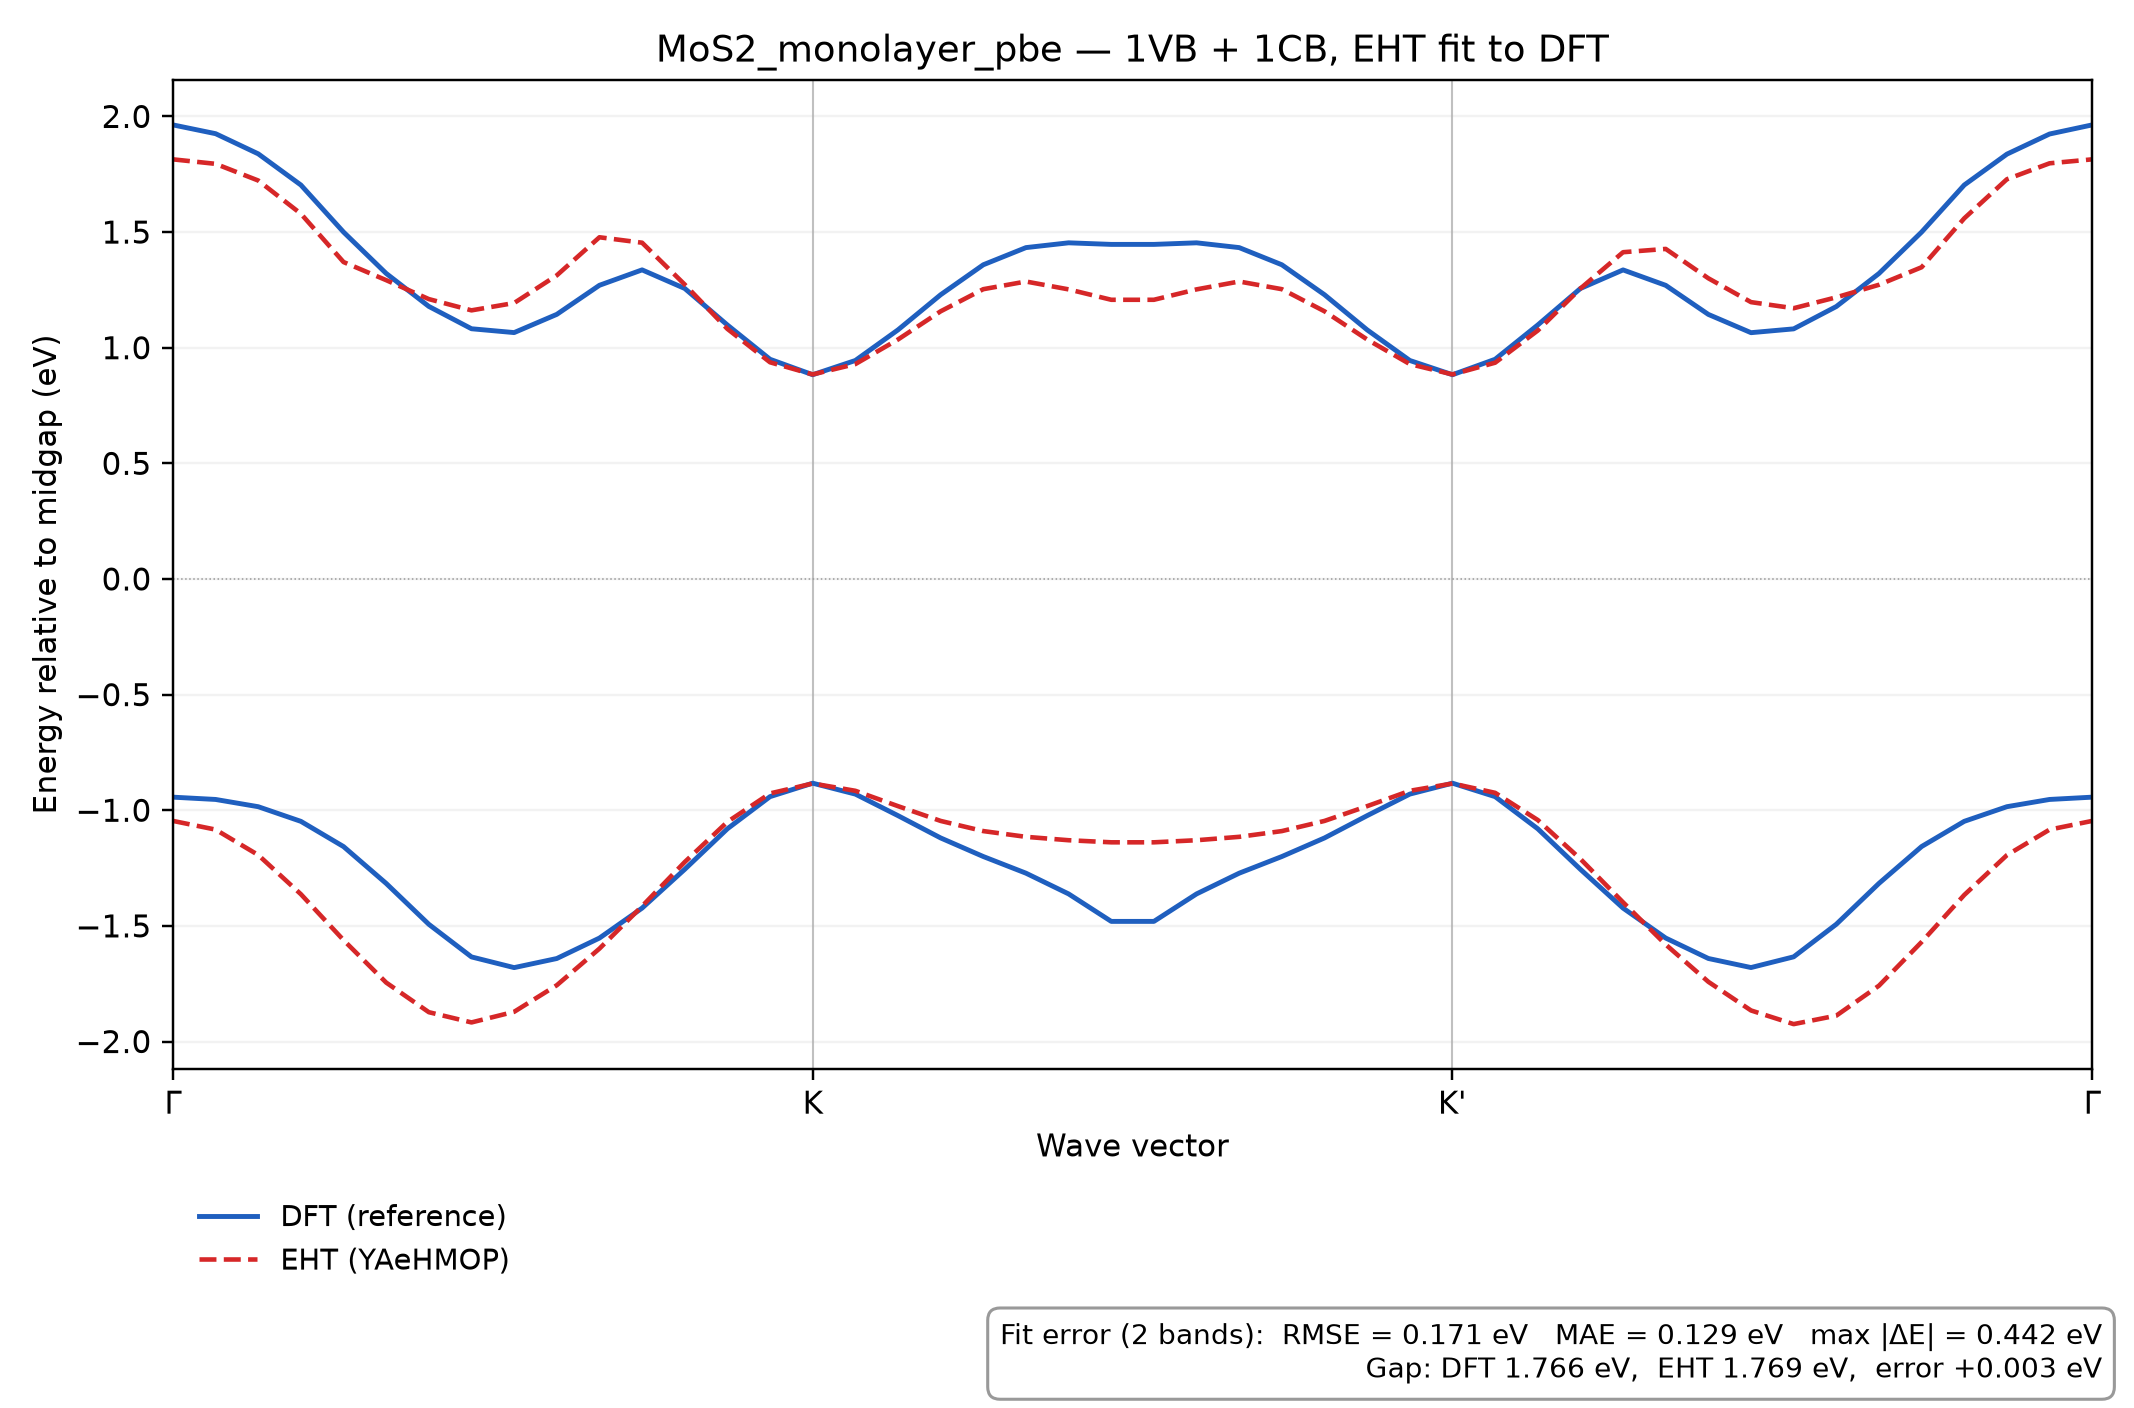 MoS2_monolayer_pbe — 1VB + 1CB, EHT fit to DFT
Energy relative to midgap (eV)
2.0
1.5
1.0
0.5
0.0
−0.5
−1.0
−1.5
−2.0
Γ K K' Γ
Wave vector
DFT (reference)
EHT (YAeHMOP)
Fit error (2 bands): RMSE = 0.171 eV MAE = 0.129 eV max |ΔE| = 0.442 eV
Gap: DFT 1.766 eV, EHT 1.769 eV, error +0.003 eV